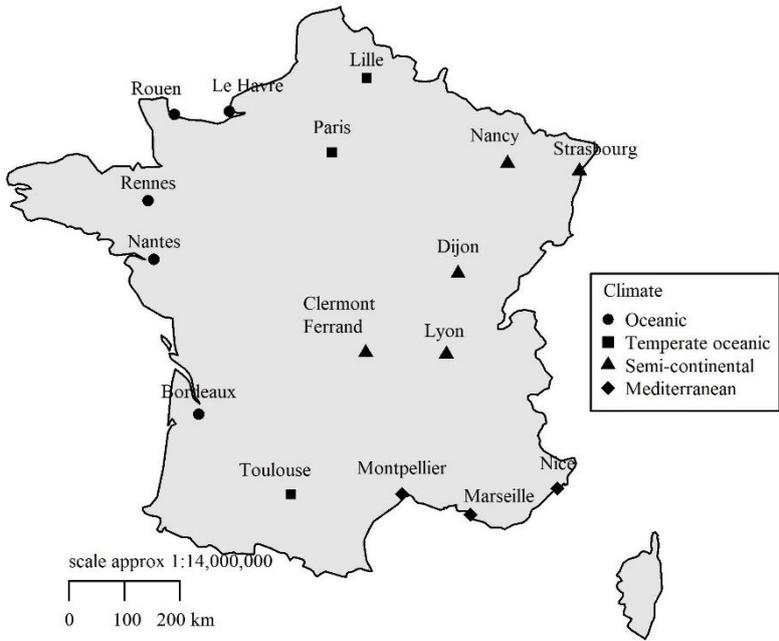 Lille
Rouen
Le Havre
Paris
Nancy
Strasbourg
Rennes
Nantes
Dijon
Clermont
Ferrand
Lyon
Bordeaux
Toulouse
Montpellier
Marseille
Nice
Climate
Oceanic
Temperate oceanic
Semi-continental
Mediterranean
scale approx 1:14,000,000
0 100 200 km